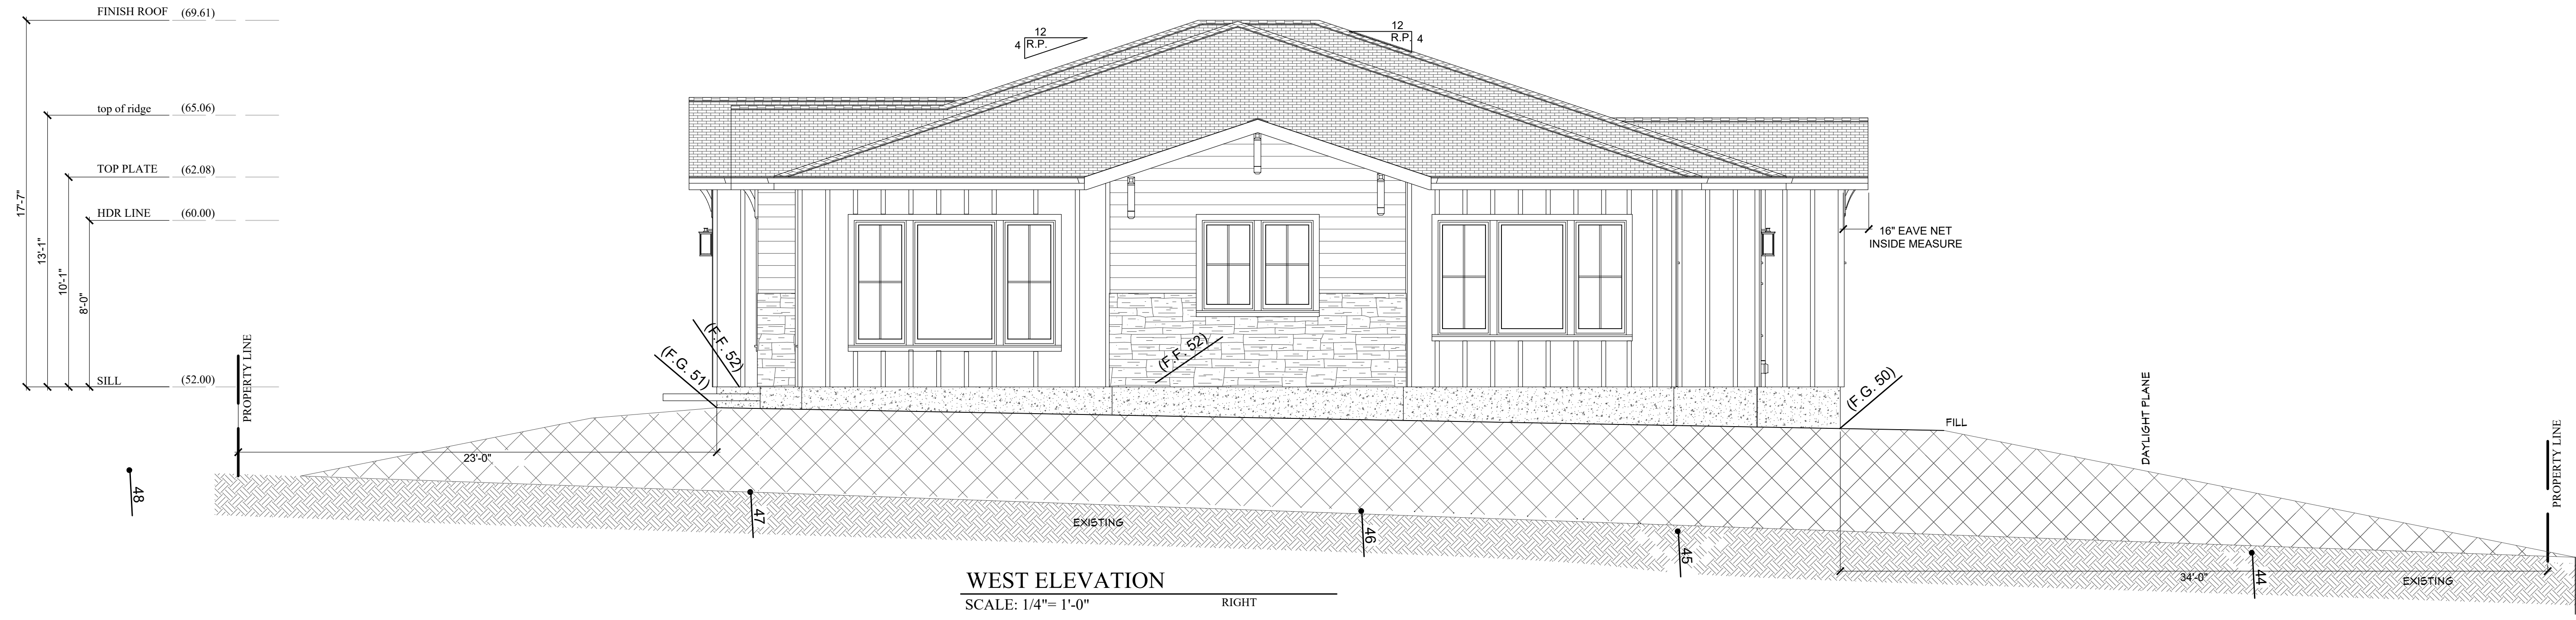 FINISH ROOF (69.61)
top of ridge (65.06)
TOP PLATE (62.08)
HDR LINE (60.00)
SILL (52.00)
17'-7"
13'-1"
10'-1"
8'-0"
12
4 R.P.
12
R.P. 4
16" EAVE NET
INSIDE MEASURE
PROPERTY LINE
(F.F. 52)
(F.G. 51)
(F.F. 52)
(F.G. 50)
FILL
DAYLIGHT PLANE
PROPERTY LINE
23'-0"
48
47
46
45
44
EXISTING
34'-0"
EXISTING
WEST ELEVATION
SCALE: 1/4"= 1'-0" RIGHT